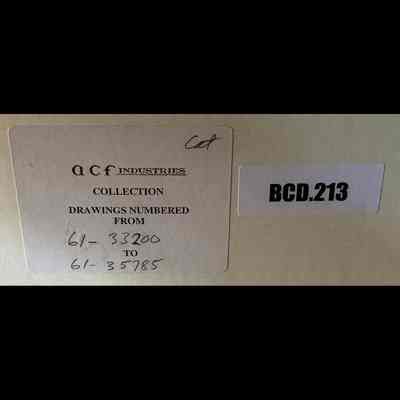 Cat
acf INDUSTRIES
COLLECTION
DRAWINGS NUMBERED
FROM
61-33200
TO
61-35785
BCD.213